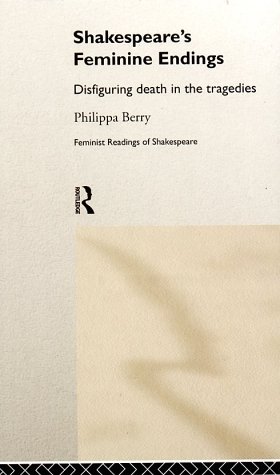 Shakespeare's
Feminine Endings
Disfiguring death in the tragedies
Philippa Berry
Feminist Readings of Shakespeare
ROUTLEDGE